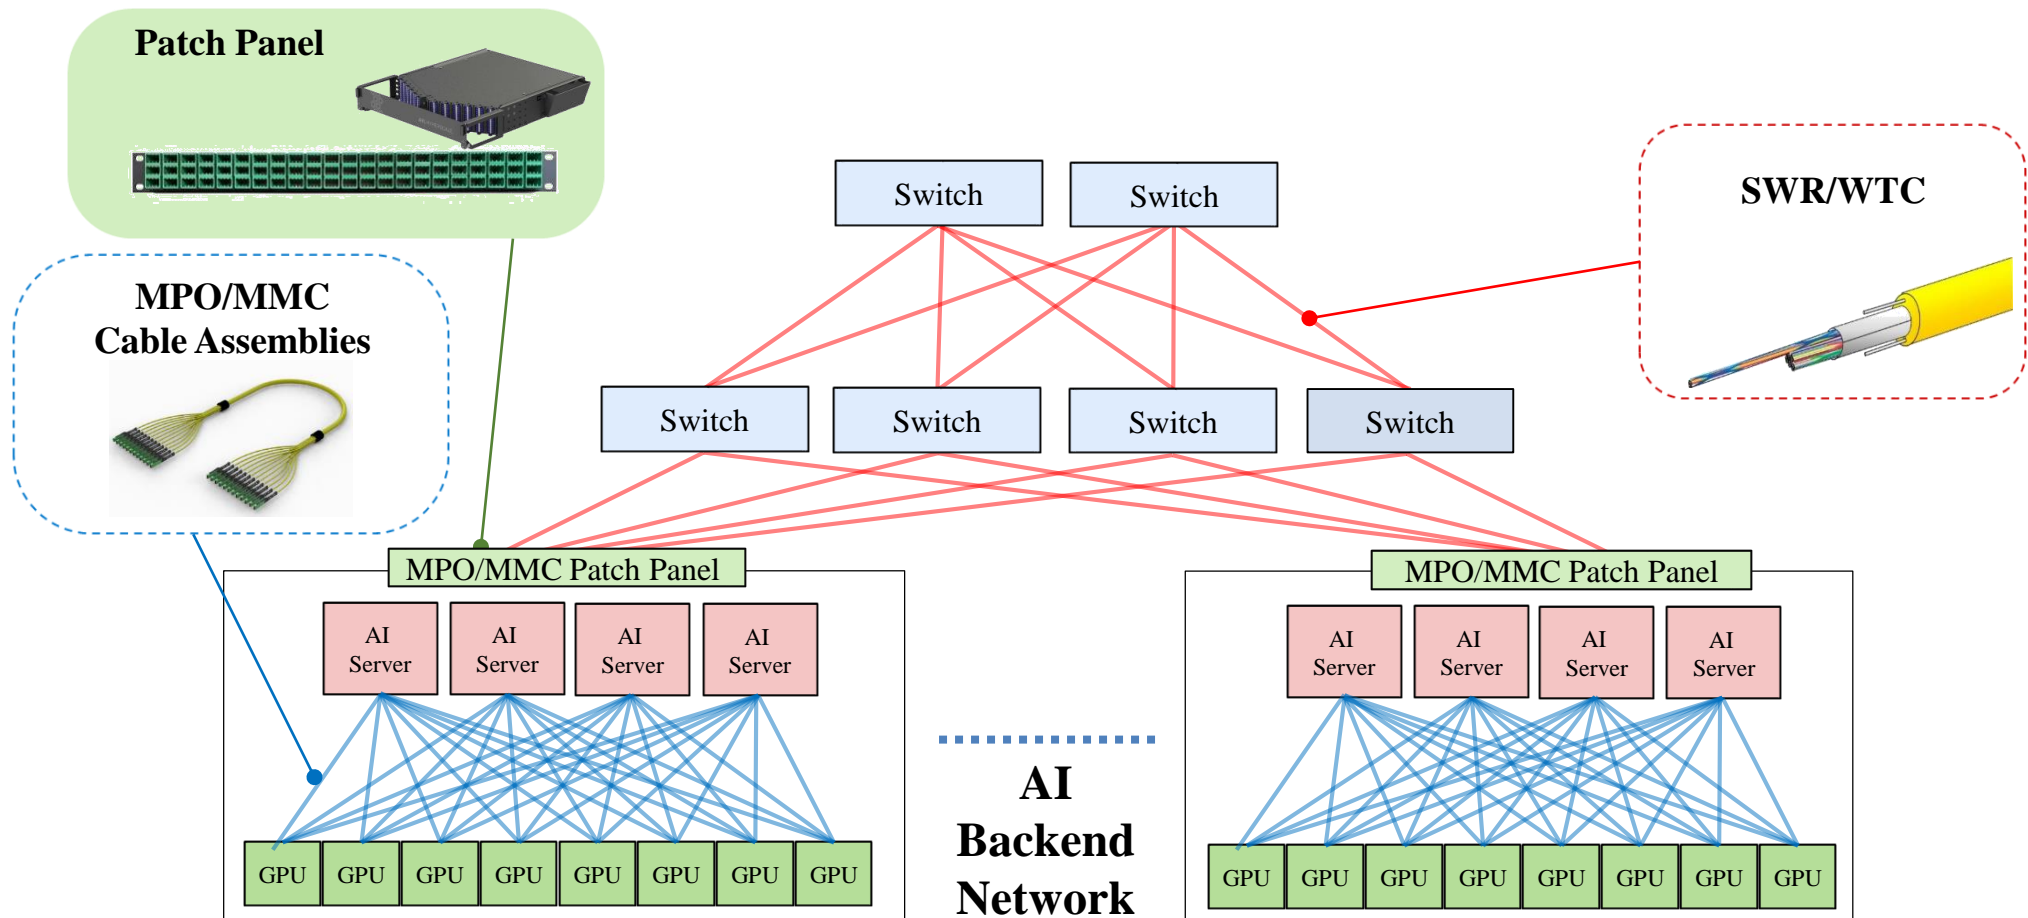 Patch Panel
MPO/MMC
Cable Assemblies
SWR/WTC
Switch
Switch
Switch
Switch
Switch
Switch
MPO/MMC Patch Panel
MPO/MMC Patch Panel
AI
Server
AI
Server
AI
Server
AI
Server
AI
Server
AI
Server
AI
Server
AI
Server
GPU
GPU
GPU
GPU
GPU
GPU
GPU
GPU
AI
Backend
Network
GPU
GPU
GPU
GPU
GPU
GPU
GPU
GPU